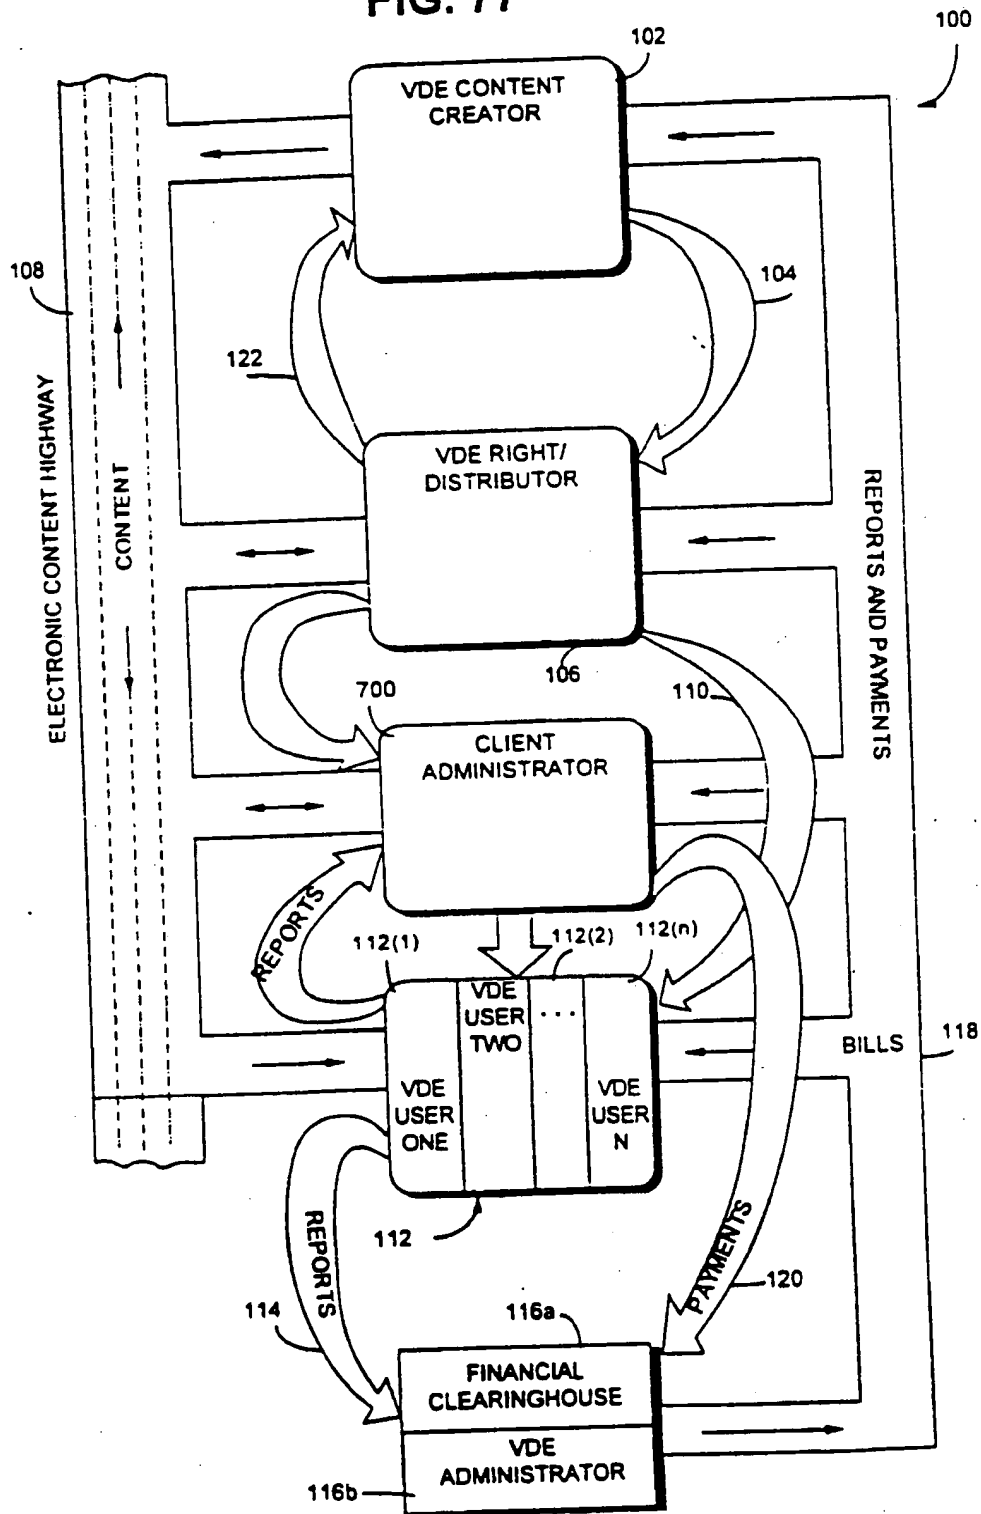 FIG. 77
100
102
VDE CONTENT
CREATOR
108
104
122
ELECTRONIC CONTENT HIGHWAY
CONTENT
VDE RIGHT/
DISTRIBUTOR
REPORTS AND PAYMENTS
106
700
110
CLIENT
ADMINISTRATOR
REPORTS
112(1)
112(2)
112(n)
VDE
USER
TWO
...
BILLS
118
VDE
USER
ONE
VDE
USER
N
112
REPORTS
PAYMENTS
114
120
116a
FINANCIAL
CLEARINGHOUSE
VDE
ADMINISTRATOR
116b